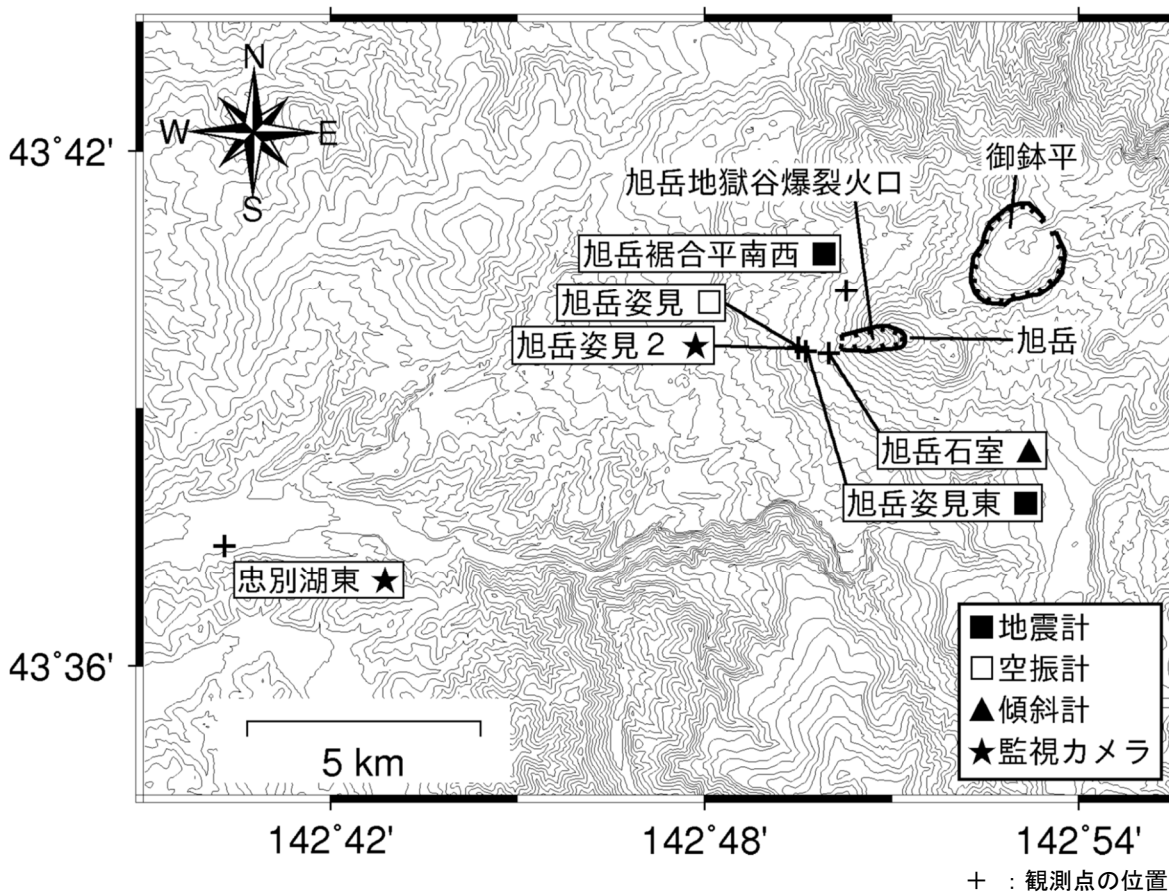 N
W E
S
43°42'
御鉢平
旭岳地獄谷爆裂火口
旭岳裾合平南西 ■
旭岳姿見 □
旭岳姿見2 ★
旭岳
旭岳石室 ▲
旭岳姿見東 ■
忠別湖東 ★
43°36'
■地震計
□空振計
▲傾斜計
★監視カメラ
5 km
142°42'
142°48'
142°54'
+ :観測点の位置